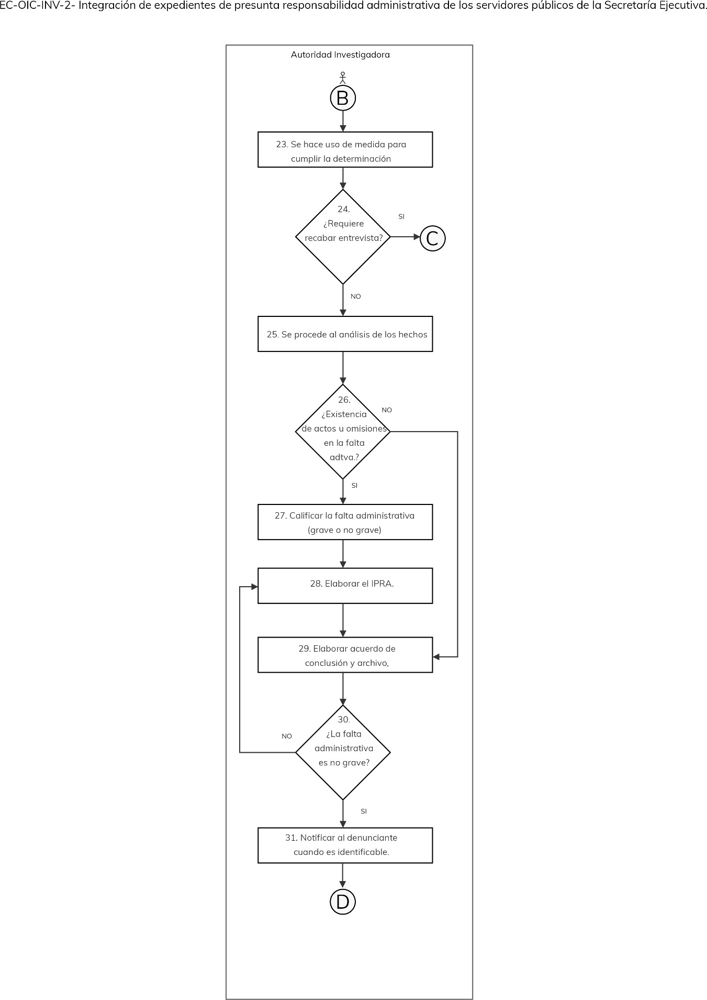 EC-OIC-INV-2- Integración de expedientes de presunta responsabilidad administrativa de los servidores públicos de la Secretaría Ejecutiva.
Autoridad Investigadora
B
23. Se hace uso de medida para
cumplir la determinación
24.
¿Requiere
recabar entrevista?
SI
C
NO
25. Se procede al análisis de los hechos
26.
¿Existencia
de actos u omisiones
en la falta
adtva.?
NO
SI
27. Calificar la falta administrativa
(grave o no grave)
28. Elaborar el IPRA.
29. Elaborar acuerdo de
conclusión y archivo,
30.
¿La falta
administrativa
es no grave?
NO
SI
31. Notificar al denunciante
cuando es identificable.
D